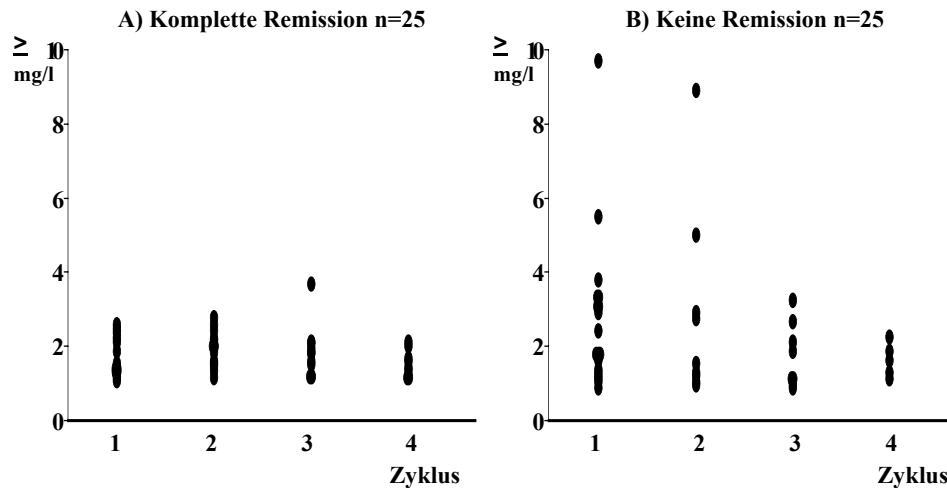 A) Komplette Remission n=25
≥ 10
mg/l
8
6
4
2
0
1 2 3 4
Zyklus
B) Keine Remission n=25
≥ 10
mg/l
8
6
4
2
0
1 2 3 4
Zyklus